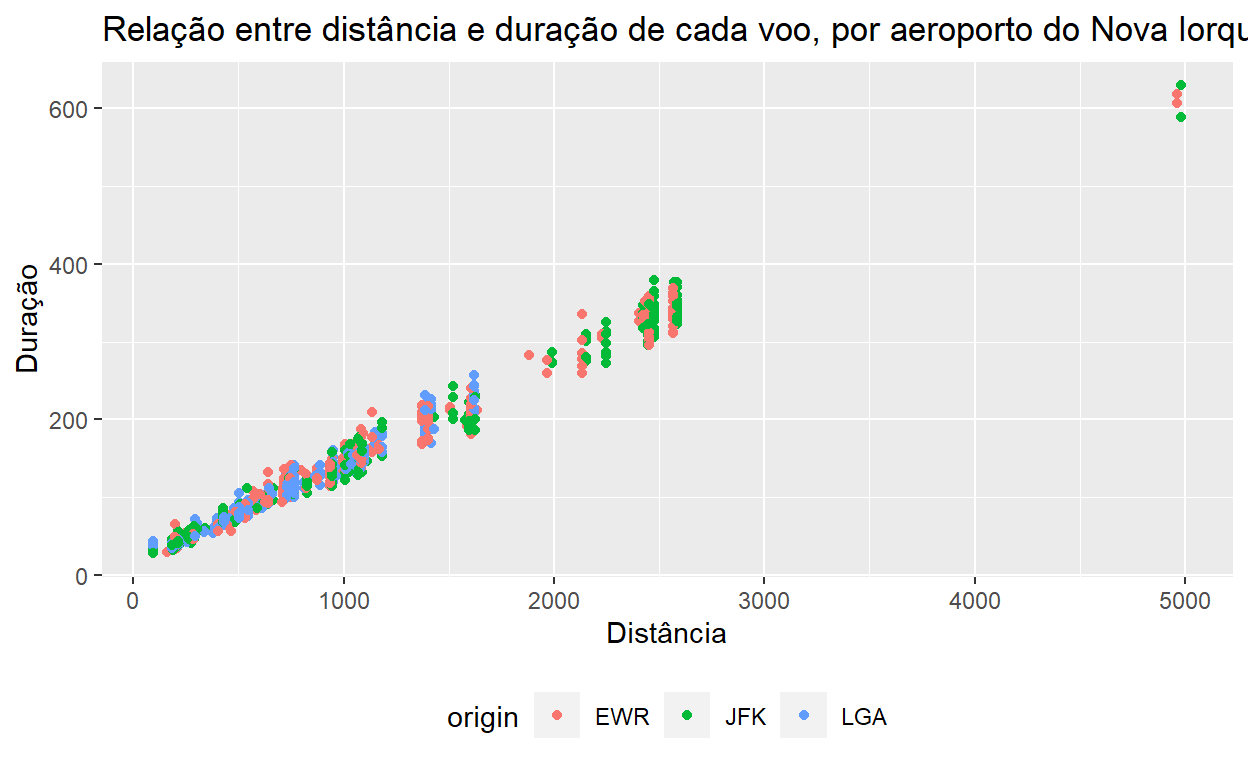 Relação entre distância e duração de cada voo, por aeroporto do Nova Iorqu
600
400
200
0
Duração
0 1000 2000 3000 4000 5000
Distância
origin EWR JFK LGA